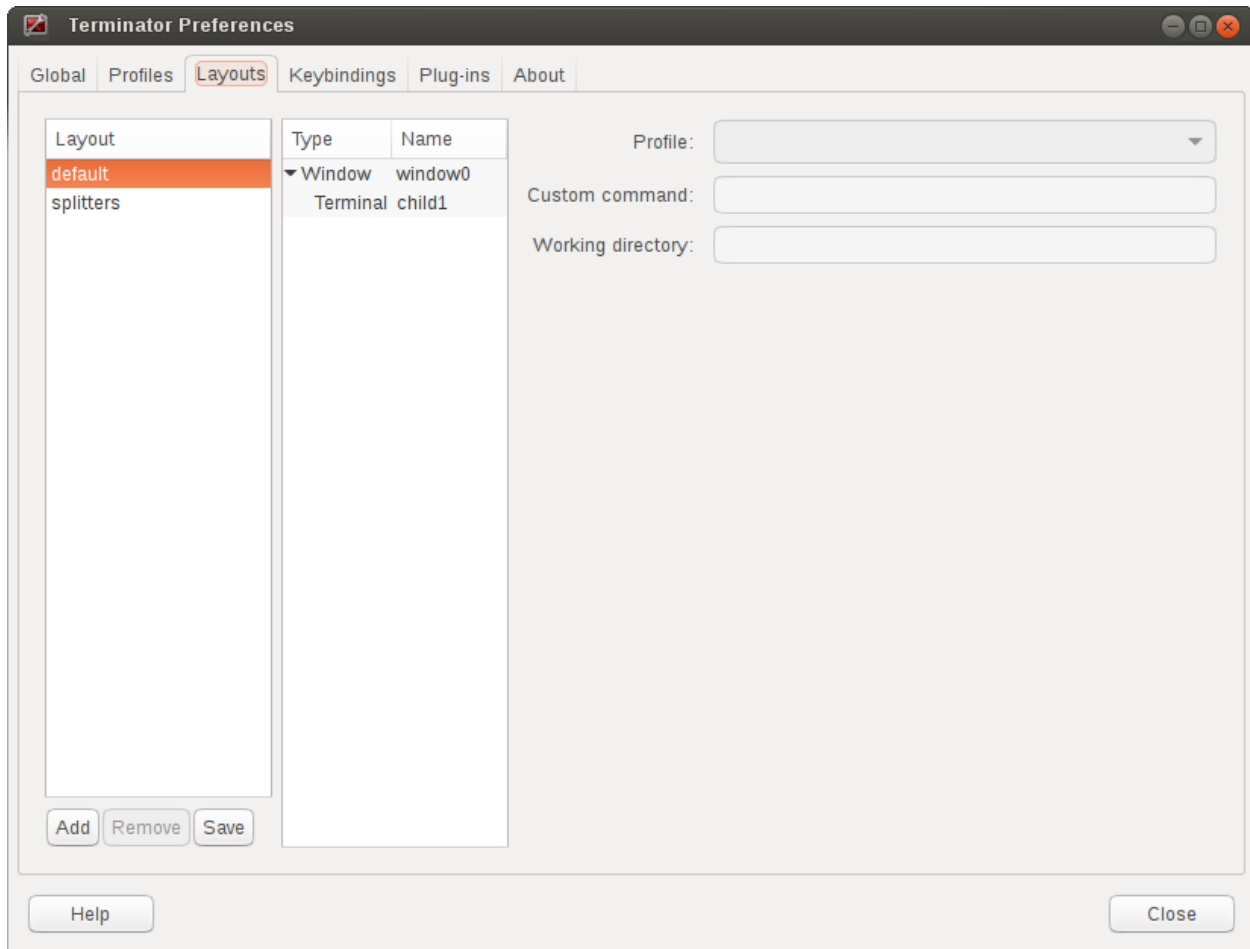 Terminator Preferences
Global Profiles Layouts Keybindings Plug-ins About
Layout
default
splitters
Type Name
Window window0
Terminal child1
Profile:
Custom command:
Working directory:
Add Remove Save
Help Close